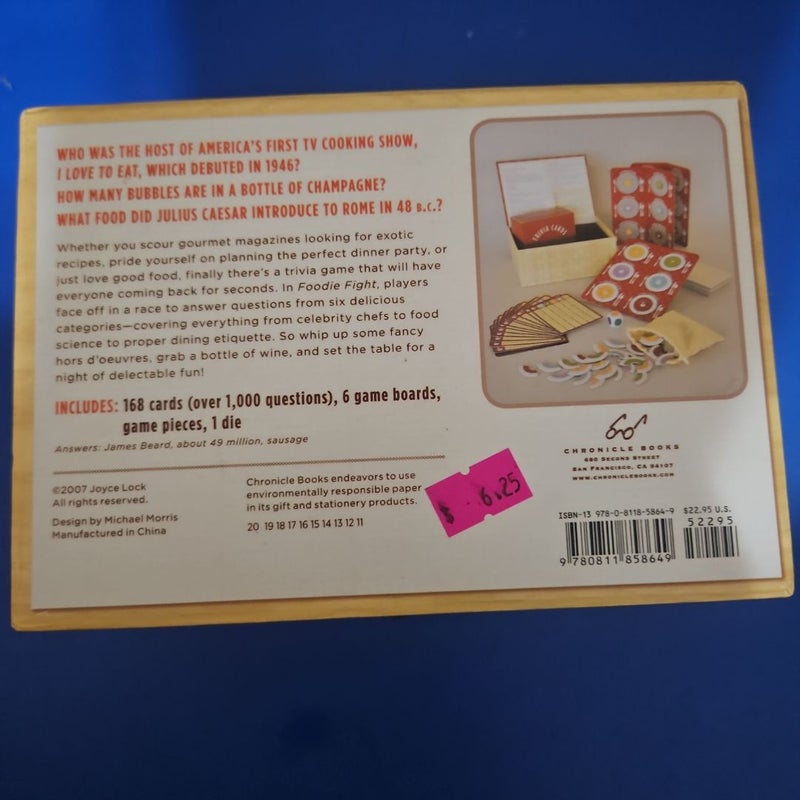 WHO WAS THE HOST OF AMERICA'S FIRST TV COOKING SHOW,
I LOVE TO EAT, WHICH DEBUTED IN 1946?
HOW MANY BUBBLES ARE IN A BOTTLE OF CHAMPAGNE?
WHAT FOOD DID JULIUS CAESAR INTRODUCE TO ROME IN 48 B.C.?
Whether you scour gourmet magazines looking for exotic
recipes, pride yourself on planning the perfect dinner party, or
just love good food, finally there's a trivia game that will have
everyone coming back for seconds. In Foodie Fight, players
face off in a race to answer questions from six delicious
categories—covering everything from celebrity chefs to food
science to proper dining etiquette. So whip up some fancy
hors d'oeuvres, grab a bottle of wine, and set the table for a
night of delectable fun!
INCLUDES: 168 cards (over 1,000 questions), 6 game boards,
game pieces, 1 die
Answers: James Beard, about 49 million, sausage
©2007 Joyce Lock
All rights reserved.
Design by Michael Morris
Manufactured in China
Chronicle Books endeavors to use
environmentally responsible paper
in its gift and stationery products.
20 19 18 17 16 15 14 13 12 11
$ 6.25
TRIVIA CARDS
CHRONICLE BOOKS
680 SECOND STREET
SAN FRANCISCO, CA 94107
WWW.CHRONICLEBOOKS.COM
ISBN-13 978-0-8118-5864-9 $22.95 U.S.
52295
9 780811 858649